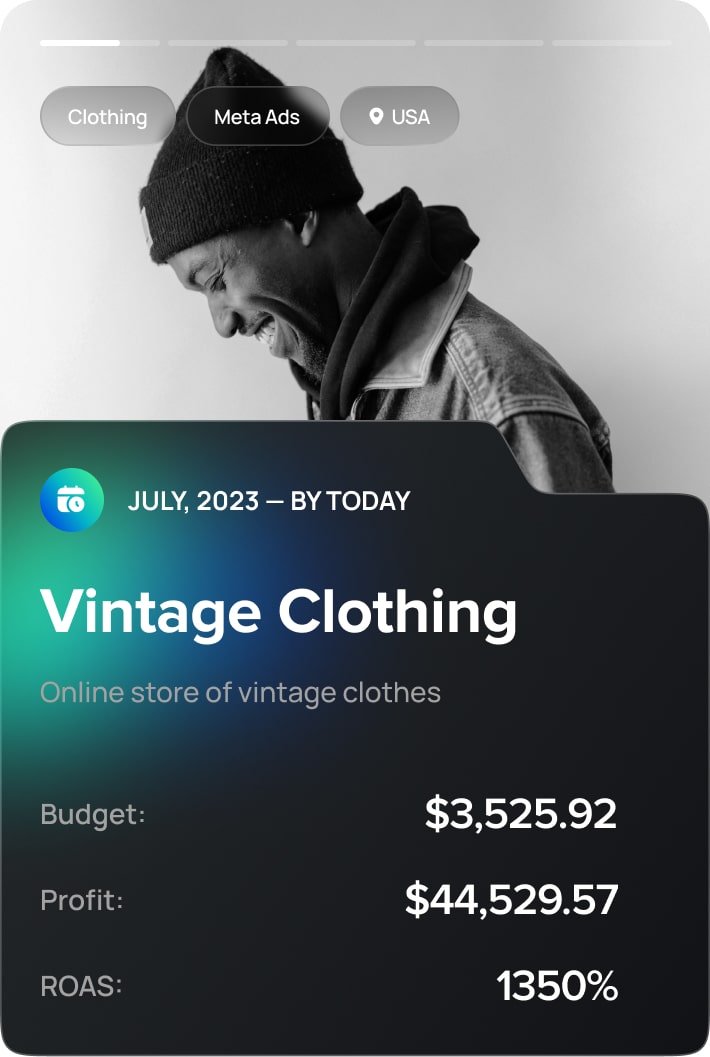 Clothing
Meta Ads
USA
JULY, 2023 — BY TODAY
Vintage Clothing
Online store of vintage clothes
Budget: $3,525.92
Profit: $44,529.57
ROAS: 1350%